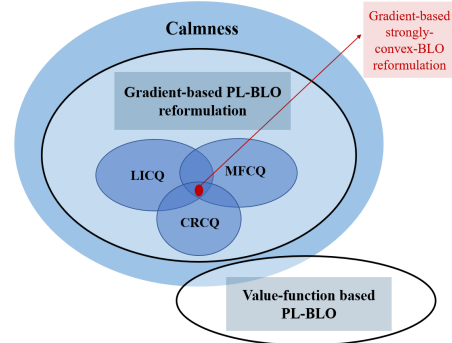 Calmness
Gradient-based
strongly-
convex-BLO
reformulation
Gradient-based PL-BLO
reformulation
LICQ
MFCQ
CRCQ
Value-function based
PL-BLO